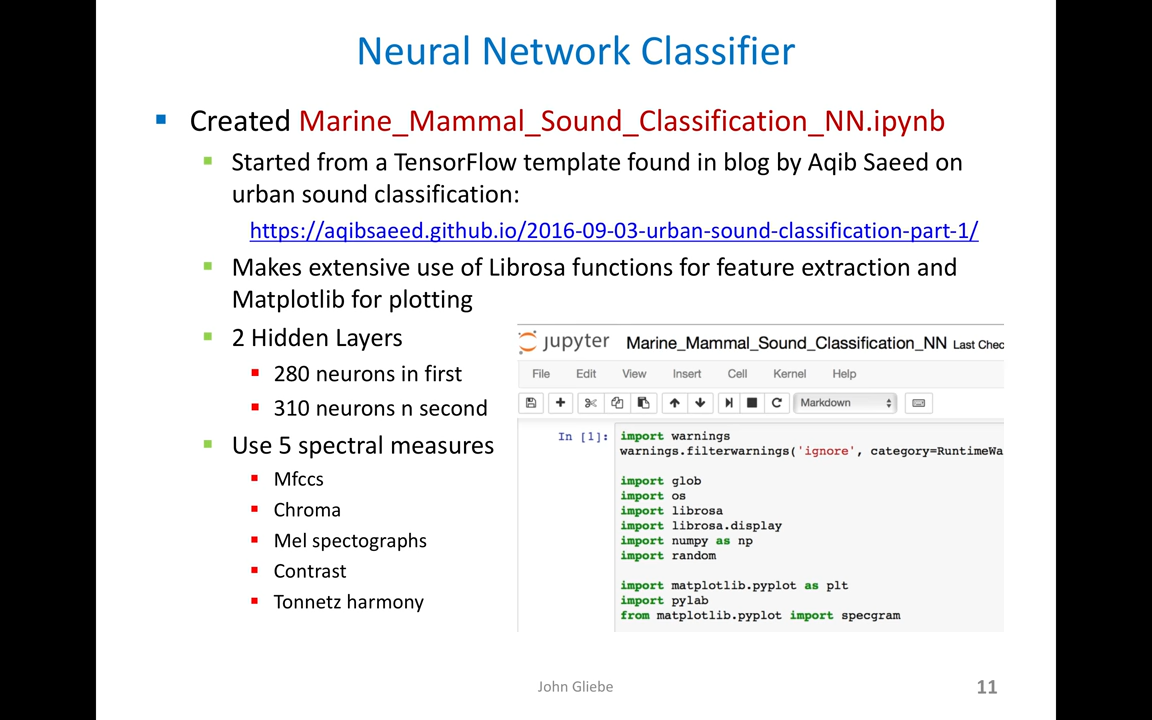 Neural Network Classifier
Created Marine_Mammal_Sound_Classification_NN.ipynb
Started from a TensorFlow template found in blog by Aqib Saeed on
urban sound classification:
https://aqibsaeed.github.io/2016-09-03-urban-sound-classification-part-1/
Makes extensive use of Librosa functions for feature extraction and
Matplotlib for plotting
2 Hidden Layers
280 neurons in first
310 neurons n second
Use 5 spectral measures
Mfccs
Chroma
Mel spectographs
Contrast
Tonnetz harmony
jupyter Marine_Mammal_Sound_Classification_NN Last Chec
File Edit View Insert Cell Kernel Help
Markdown
In [1]: import warnings
warnings.filterwarnings('ignore', category=RuntimeWa
import glob
import os
import librosa
import librosa.display
import numpy as np
import random
import matplotlib.pyplot as plt
import pylab
from matplotlib.pyplot import specgram
John Gliebe
11